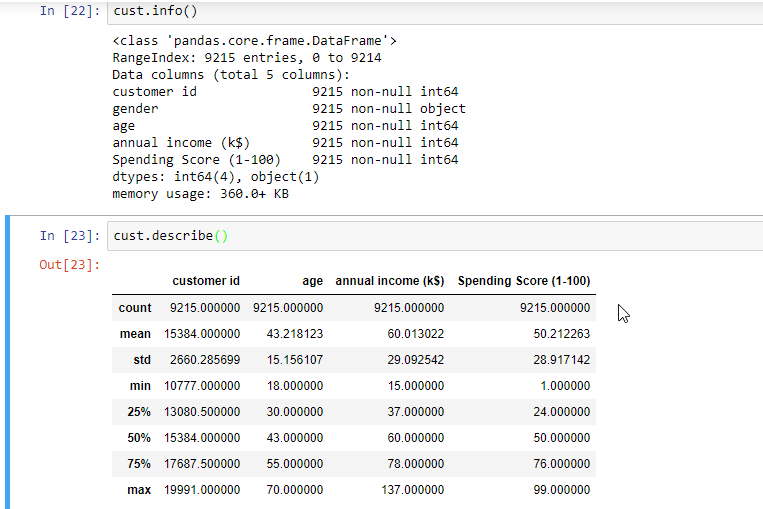 In [22]: cust.info()
<class 'pandas.core.frame.DataFrame'>
RangeIndex: 9215 entries, 0 to 9214
Data columns (total 5 columns):
customer id 9215 non-null int64
gender 9215 non-null object
age 9215 non-null int64
annual income (k$) 9215 non-null int64
Spending Score (1-100) 9215 non-null int64
dtypes: int64(4), object(1)
memory usage: 360.0+ KB
In [23]: cust.describe()
Out[23]:
customer id age annual income (k$) Spending Score (1-100)
count 9215.000000 9215.000000 9215.000000 9215.000000
mean 15384.000000 43.218123 60.013022 50.212263
std 2660.285699 15.156107 29.092542 28.917142
min 10777.000000 18.000000 15.000000 1.000000
25% 13080.500000 30.000000 37.000000 24.000000
50% 15384.000000 43.000000 60.000000 50.000000
75% 17687.500000 55.000000 78.000000 76.000000
max 19991.000000 70.000000 137.000000 99.000000